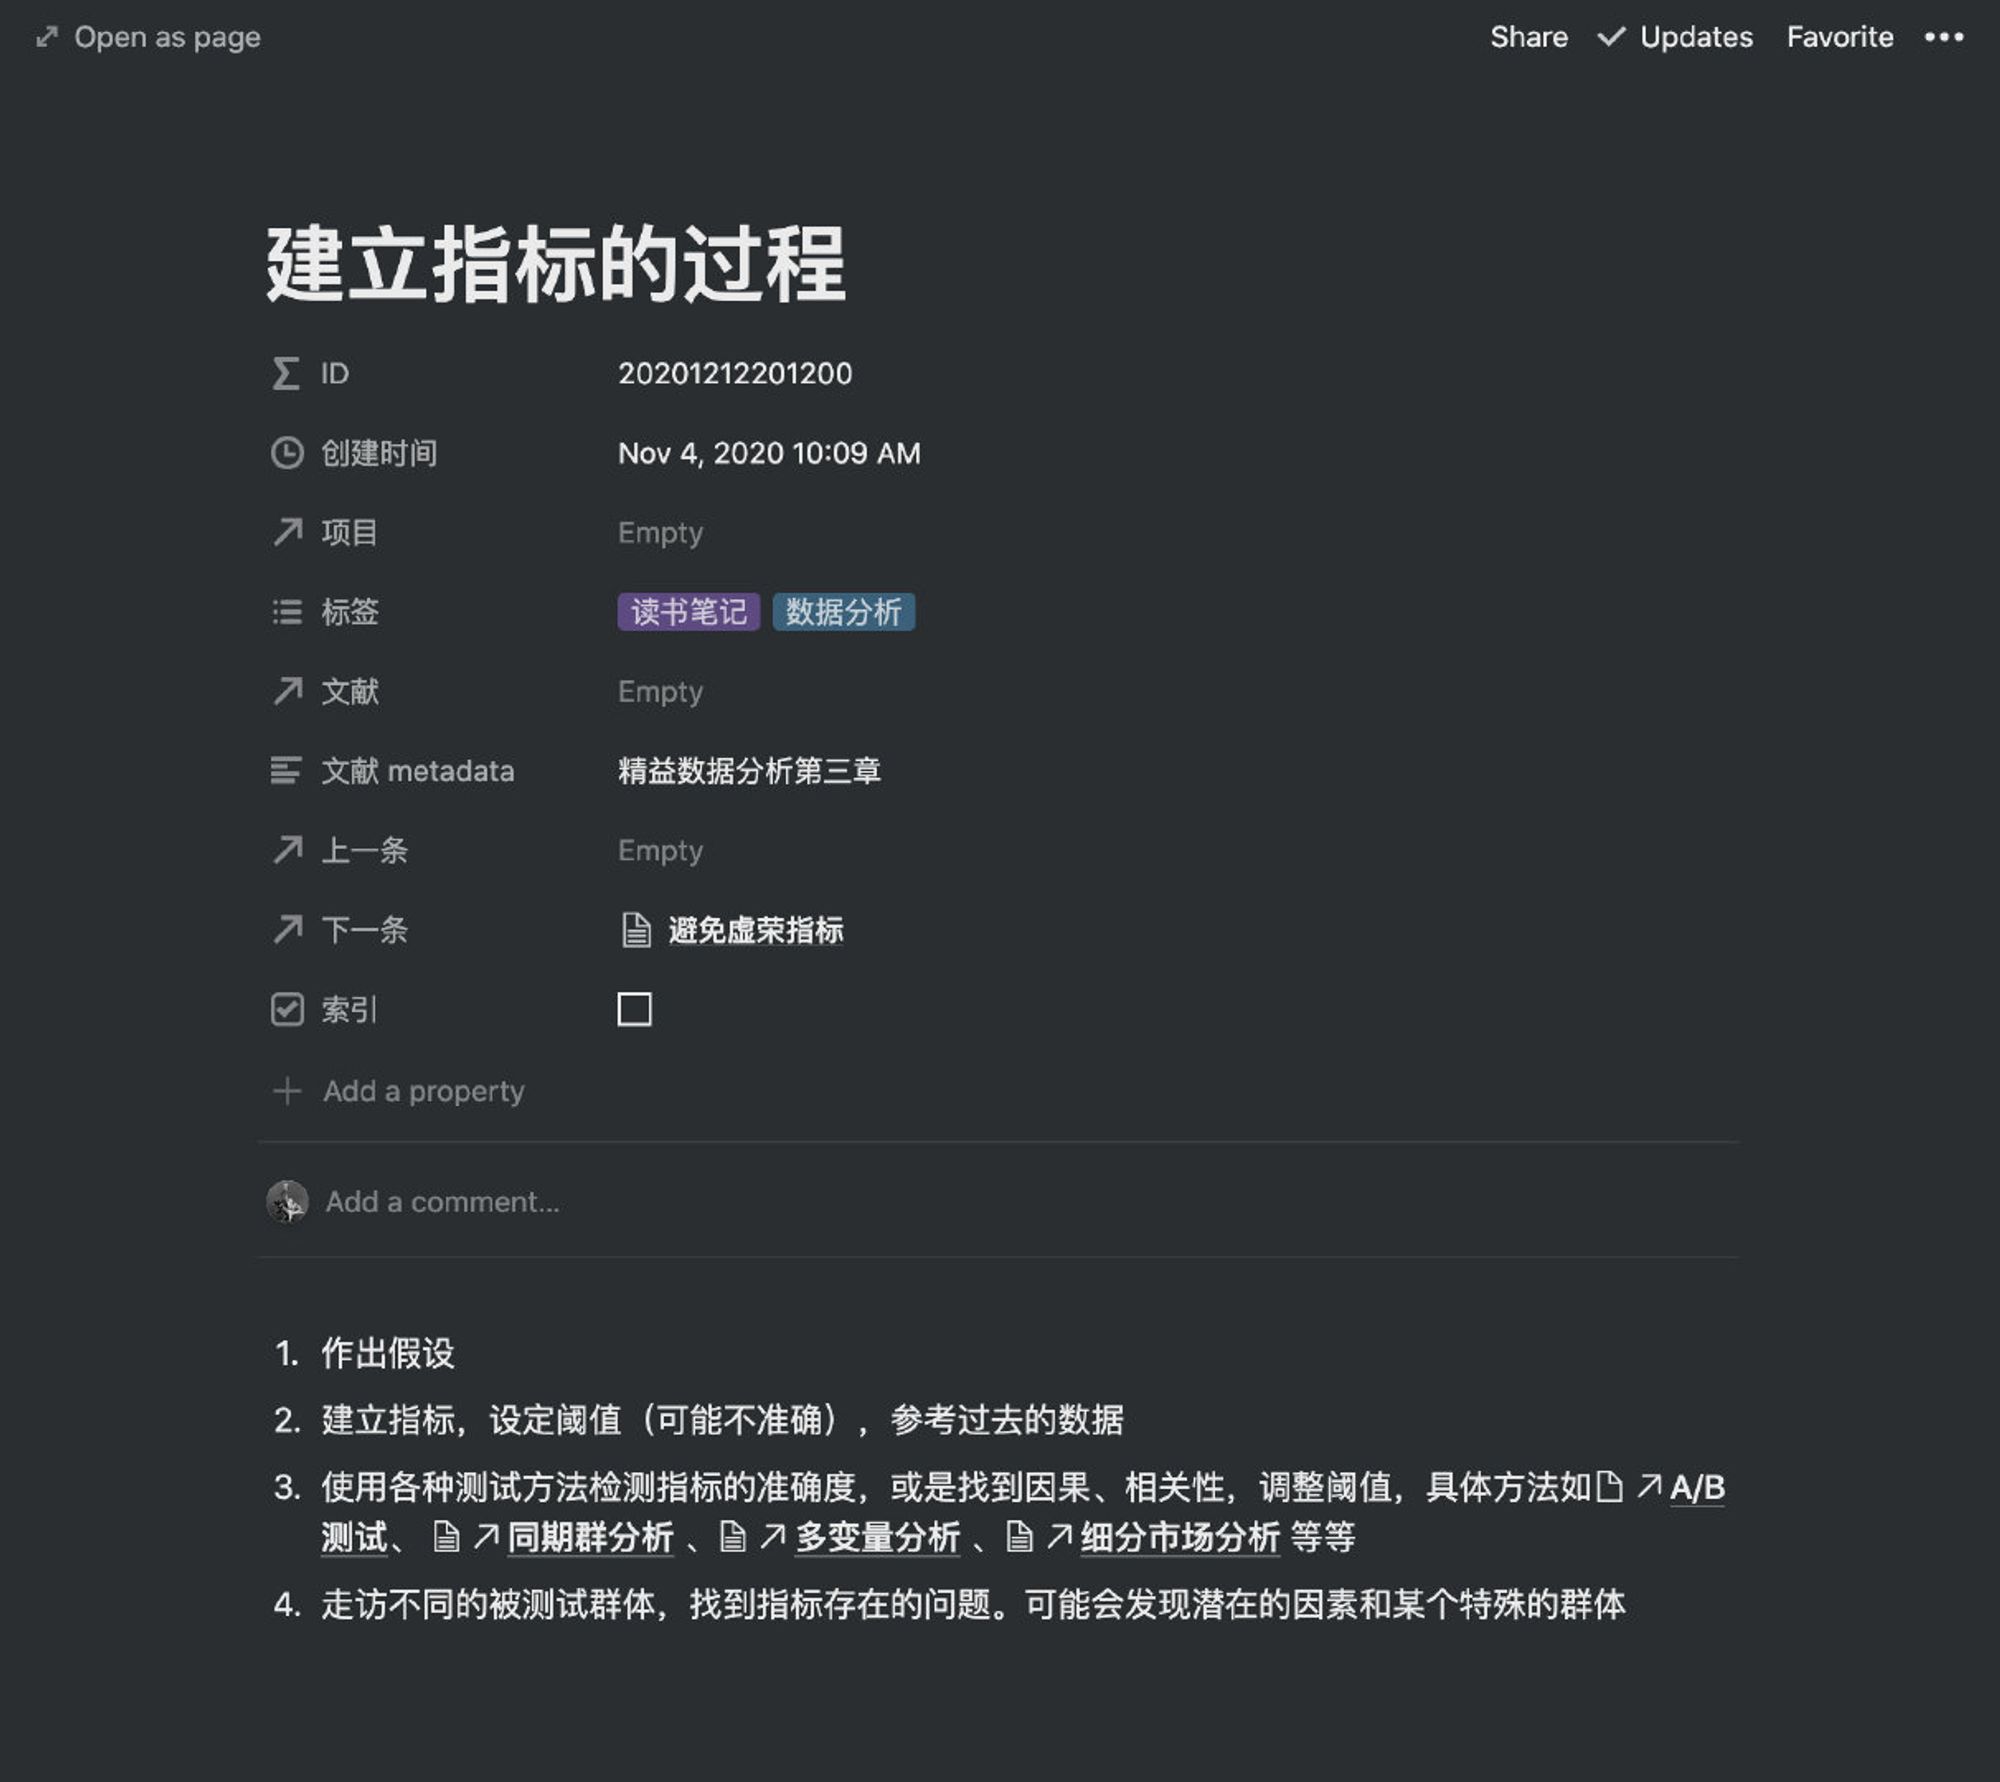 Open as page
Share Updates Favorite •••
建立指标的过程
ID 20201212201200
创建时间 Nov 4, 2020 10:09 AM
项目 Empty
标签 读书笔记 数据分析
文献 Empty
文献 metadata 精益数据分析第三章
上一条 Empty
下一条 避免虚荣指标
索引
Add a property
Add a comment...
1. 作出假设
2. 建立指标，设定阈值（可能不准确），参考过去的数据
3. 使用各种测试方法检测指标的准确度，或是找到因果、相关性，调整阈值，具体方法如 A/B
测试、 同期群分析 、 多变量分析 、 细分市场分析 等等
4. 走访不同的被测试群体，找到指标存在的问题。可能会发现潜在的因素和某个特殊的群体